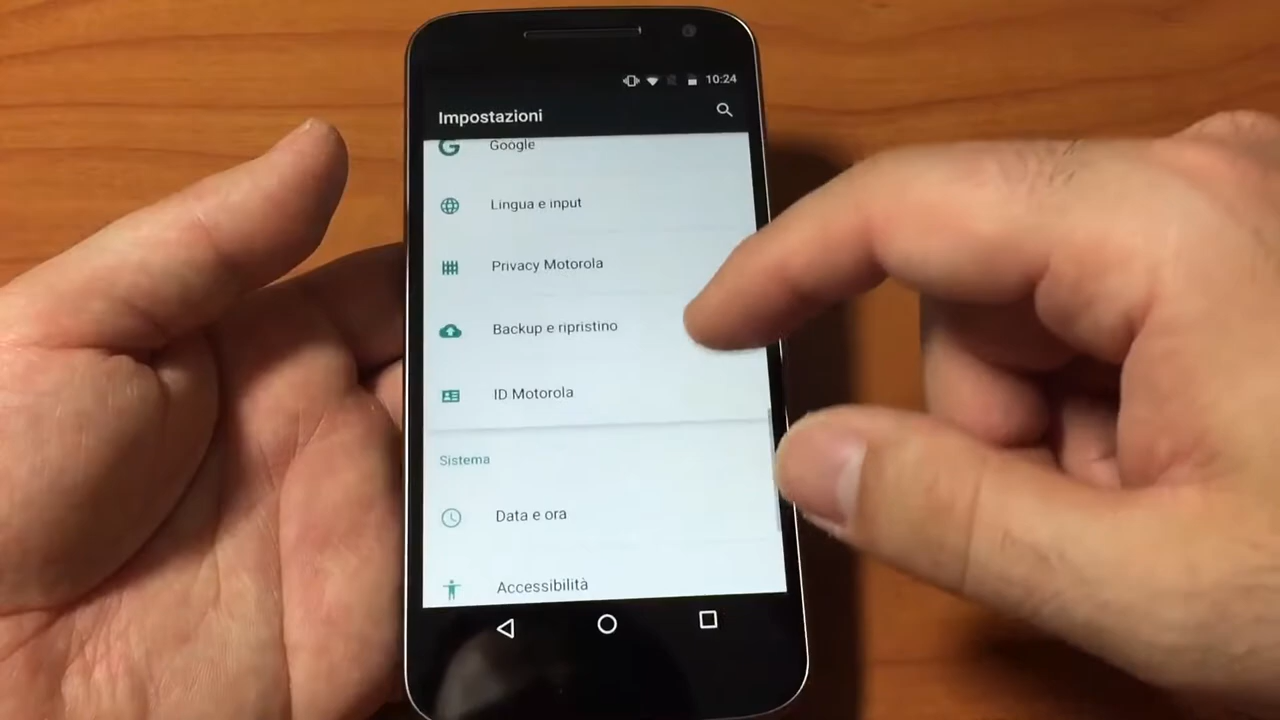 10:24
Impostazioni
Google
Lingua e input
Privacy Motorola
Backup e ripristino
ID Motorola
Sistema
Data e ora
Accessibilità